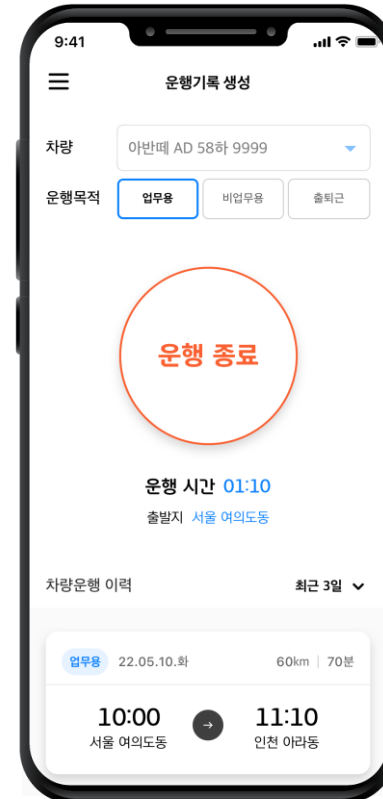 9:41
운행기록 생성
차량 아반떼 AD 58하 9999
운행목적 업무용 비업무용 출퇴근
운행 종료
운행 시간 01:10
출발지 서울 여의도동
차량운행 이력 최근 3일
업무용 22.05.10.화 60km | 70분
10:00 → 11:10
서울 여의도동 인천 아라동